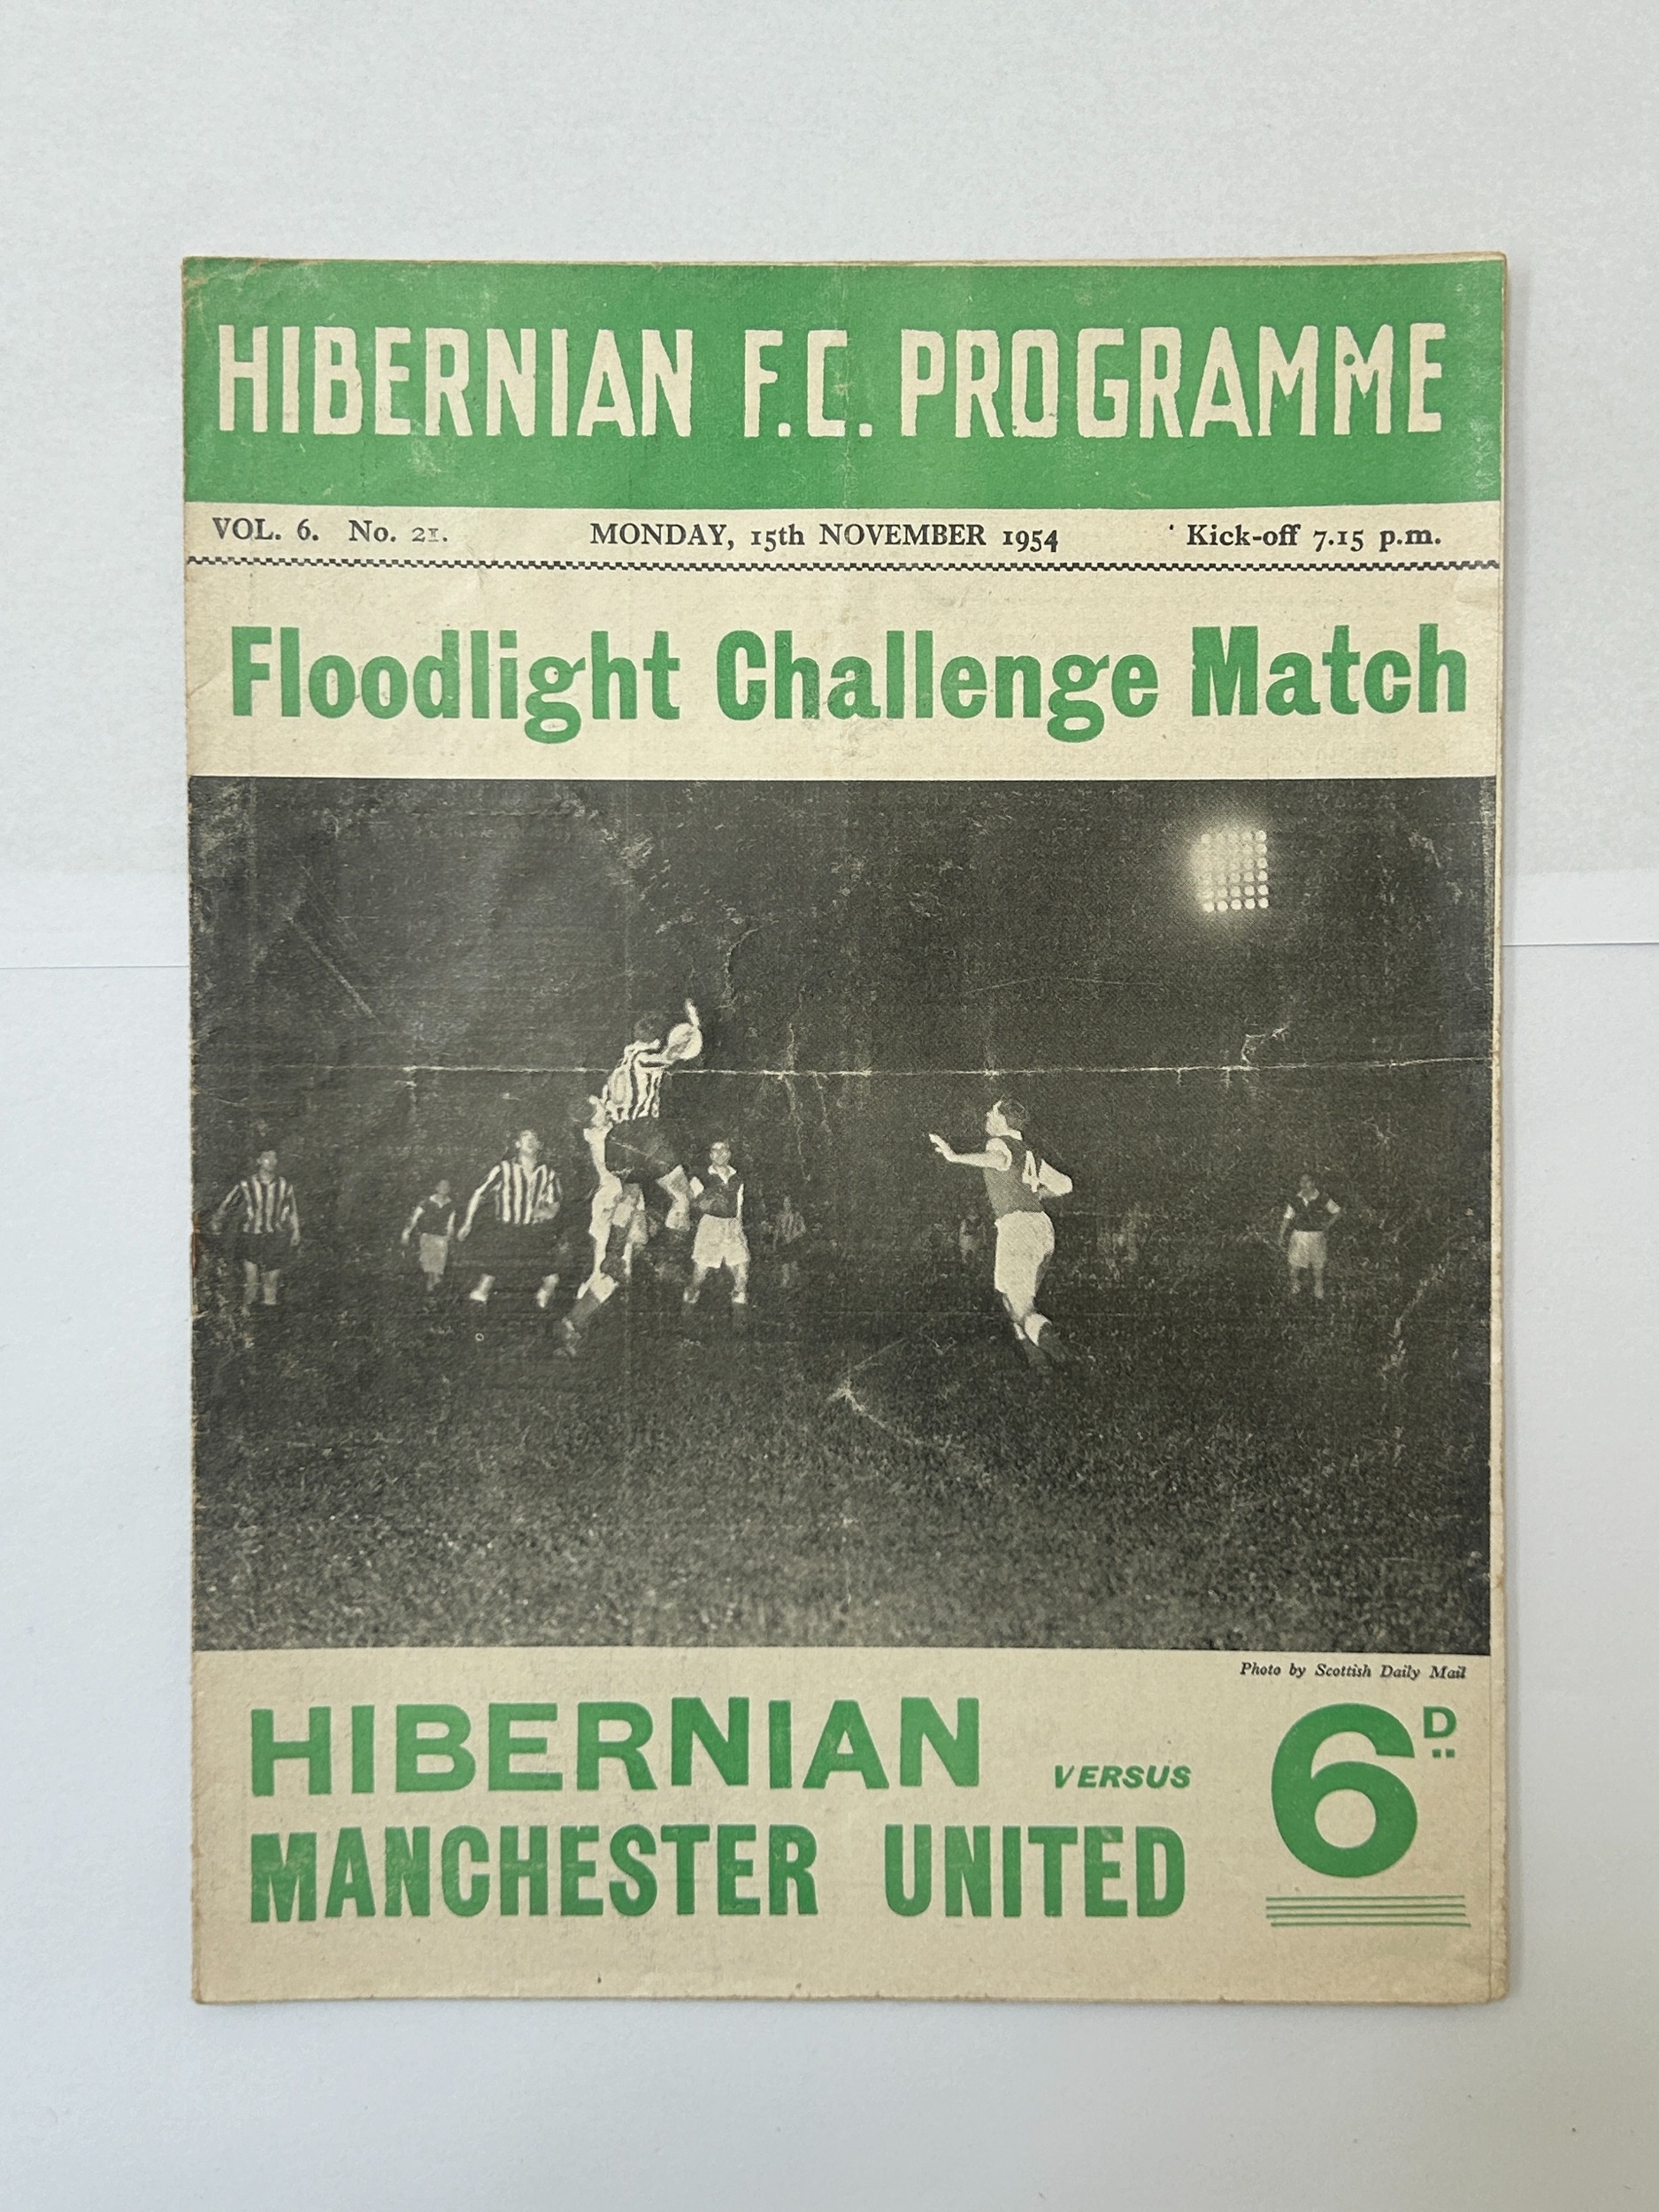 HIBERNIAN F.C. PROGRAMME
VOL. 6. No. 21. MONDAY, 15th NOVEMBER 1954 Kick-off 7.15 p.m.
Floodlight Challenge Match
4
Photo by Scottish Daily Mail
HIBERNIAN VERSUS
MANCHESTER UNITED
6D